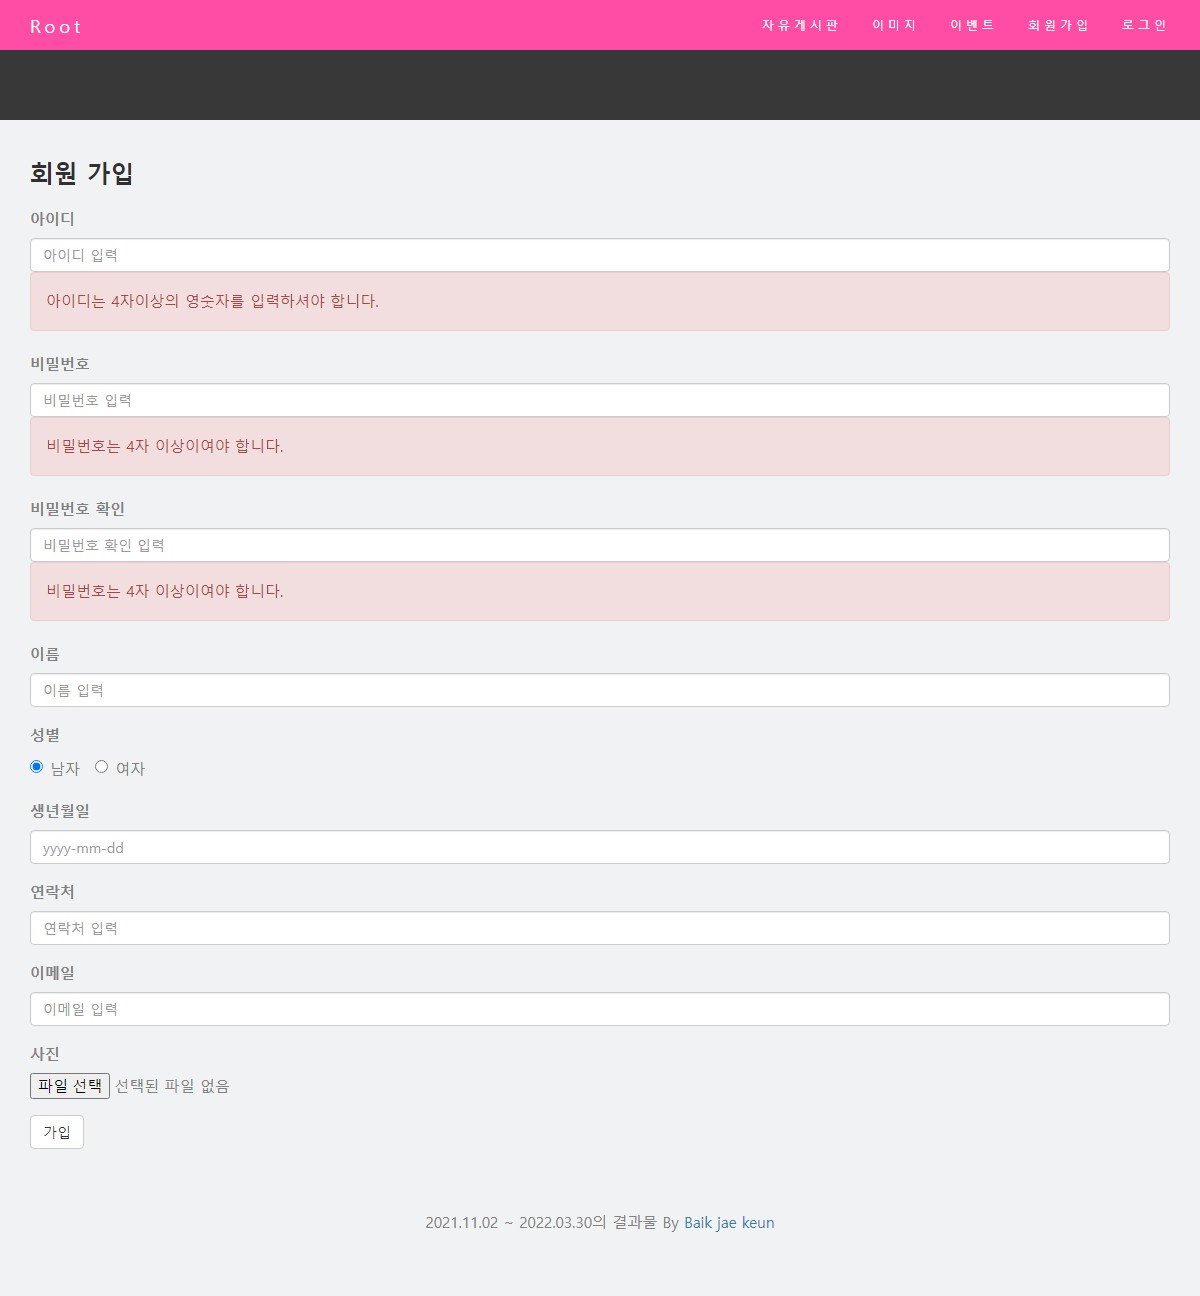 Root
자유게시판 이미지 이벤트 회원가입 로그인
회원 가입
아이디
아이디 입력
아이디는 4자이상의 영숫자를 입력하셔야 합니다.
비밀번호
비밀번호 입력
비밀번호는 4자 이상이여야 합니다.
비밀번호 확인
비밀번호 확인 입력
비밀번호는 4자 이상이여야 합니다.
이름
이름 입력
성별
남자 여자
생년월일
yyyy-mm-dd
연락처
연락처 입력
이메일
이메일 입력
사진
파일 선택 선택된 파일 없음
가입
2021.11.02 ~ 2022.03.30의 결과물 By Baik jae keun